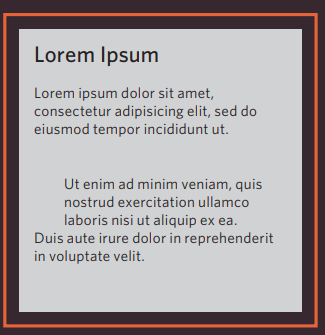 Lorem Ipsum
Lorem ipsum dolor sit amet,
consectetur adipisicing elit, sed do
eiusmod tempor incididunt ut.
Ut enim ad minim veniam, quis
nostrud exercitation ullamco
laboris nisi ut aliquip ex ea.
Duis aute irure dolor in reprehenderit
in voluptate velit.